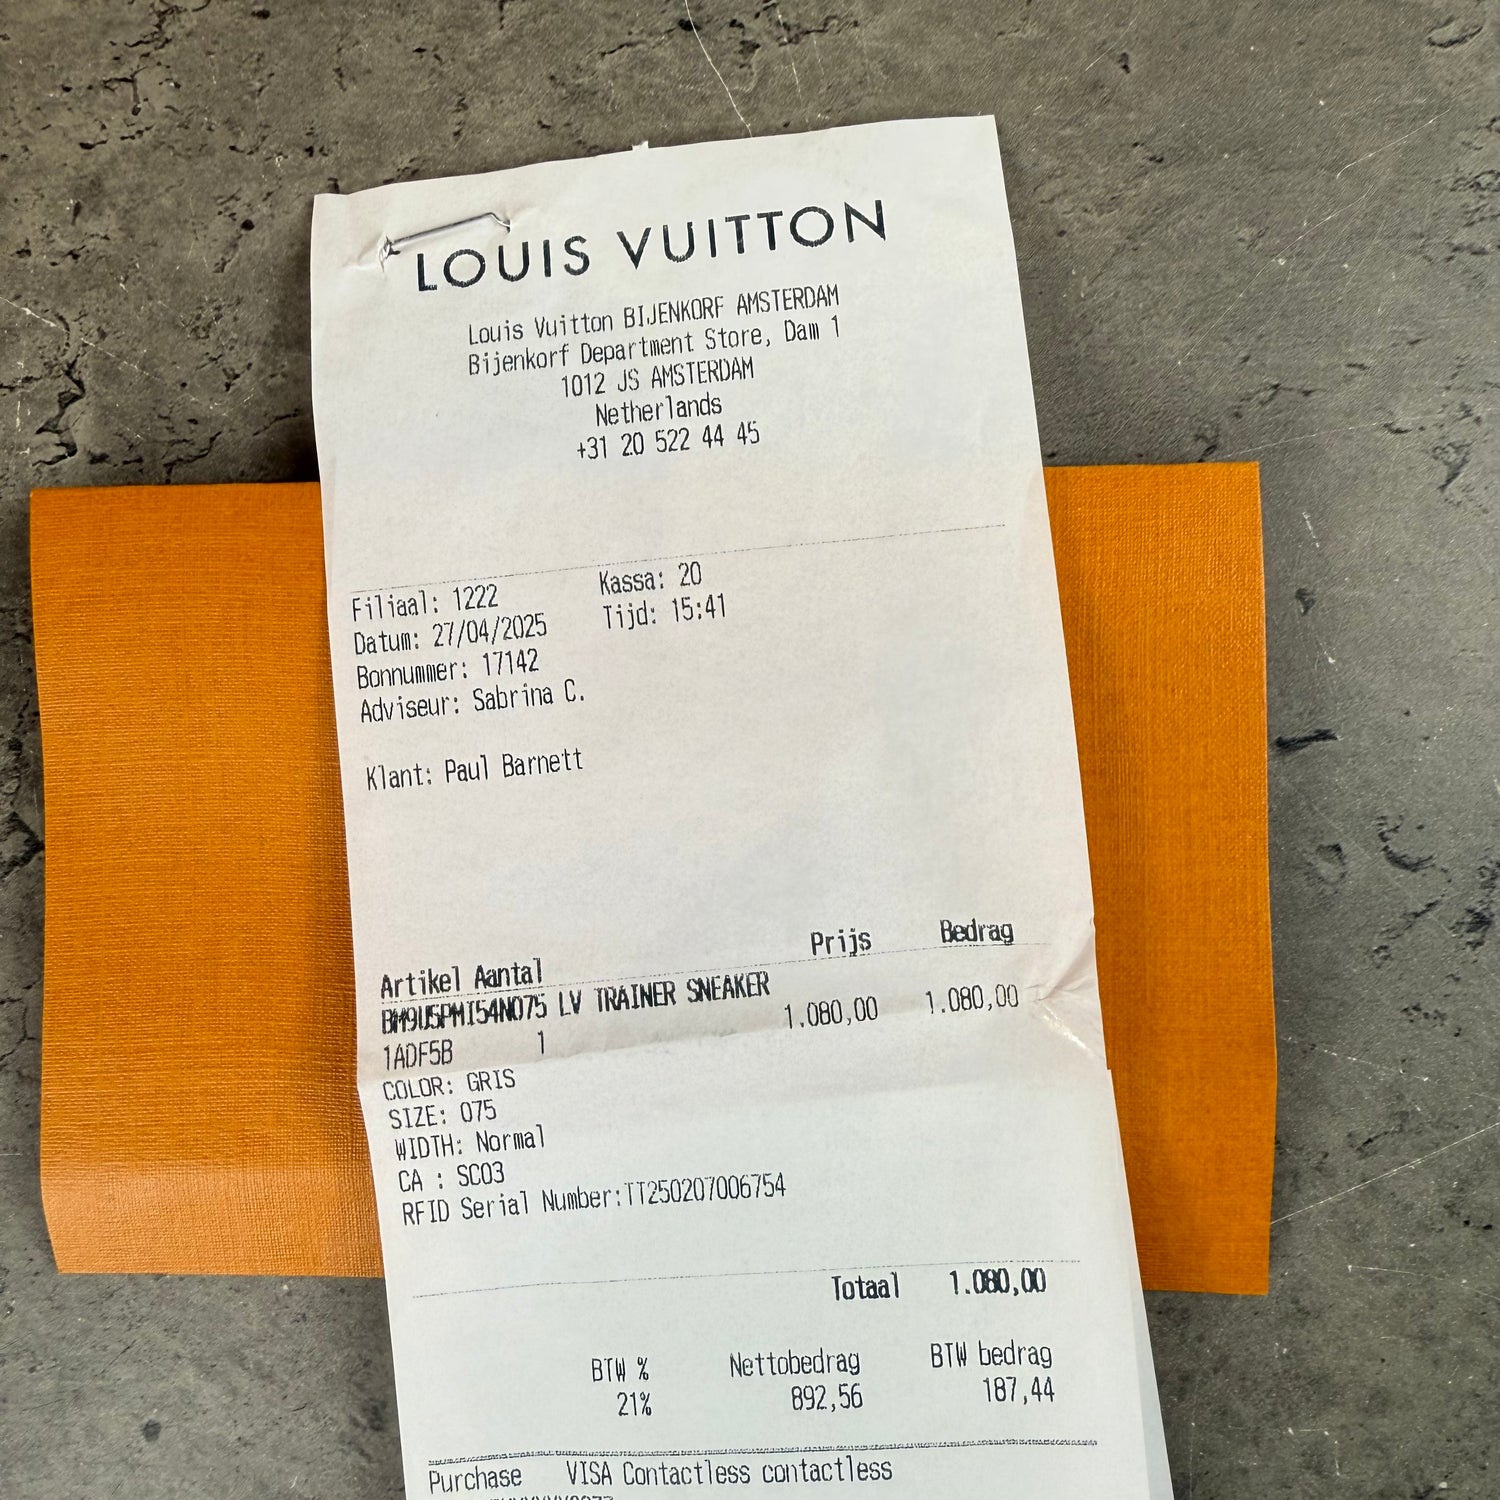 LOUIS VUITTON
Louis Vuitton BIJENKORF AMSTERDAM
Bijenkorf Department Store, Dam 1
1012 JS AMSTERDAM
Netherlands
+31 20 522 44 45
Filiaal: 1222 Kassa: 20
Datum: 27/04/2025 Tijd: 15:41
Bonnummer: 17142
Adviseur: Sabrina C.
Klant: Paul Barnett
Artikel Aantal Prijs Bedrag
BM9U5PMI54N075 LV TRAINER SNEAKER
1ADF5B 1 1.080,00 1.080,00
COLOR: GRIS
SIZE: 075
WIDTH: Normal
CA : SC03
RFID Serial Number:TT250207006754
Totaal 1.080,00
BTW % Nettobedrag BTW bedrag
21% 892,56 187,44
Purchase VISA Contactless contactless